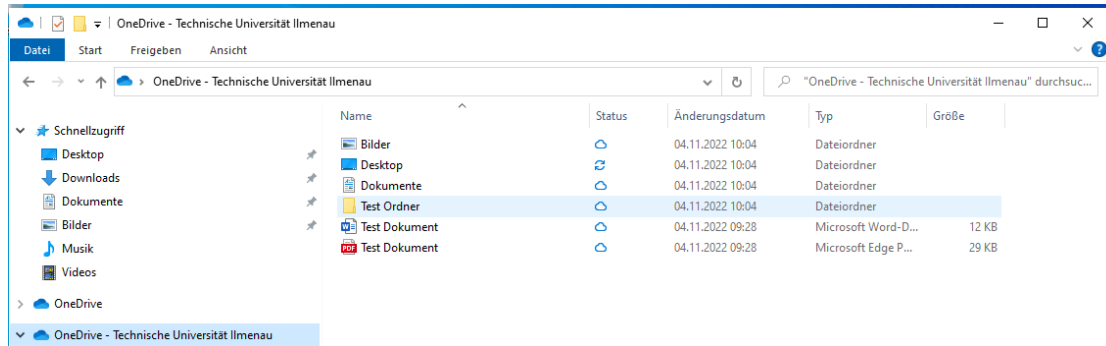 OneDrive - Technische Universität Ilmenau
Datei Start Freigeben Ansicht
OneDrive - Technische Universität Ilmenau "OneDrive - Technische Universität Ilmenau" durchsuc...
Name Status Änderungsdatum Typ Größe
Schnellzugriff
Desktop
Downloads
Dokumente
Bilder
Musik
Videos
OneDrive
OneDrive - Technische Universität Ilmenau
Bilder 04.11.2022 10:04 Dateiordner
Desktop 04.11.2022 10:04 Dateiordner
Dokumente 04.11.2022 10:04 Dateiordner
Test Ordner 04.11.2022 10:04 Dateiordner
Test Dokument 04.11.2022 09:28 Microsoft Word-D... 12 KB
PDF Test Dokument 04.11.2022 09:28 Microsoft Edge P... 29 KB